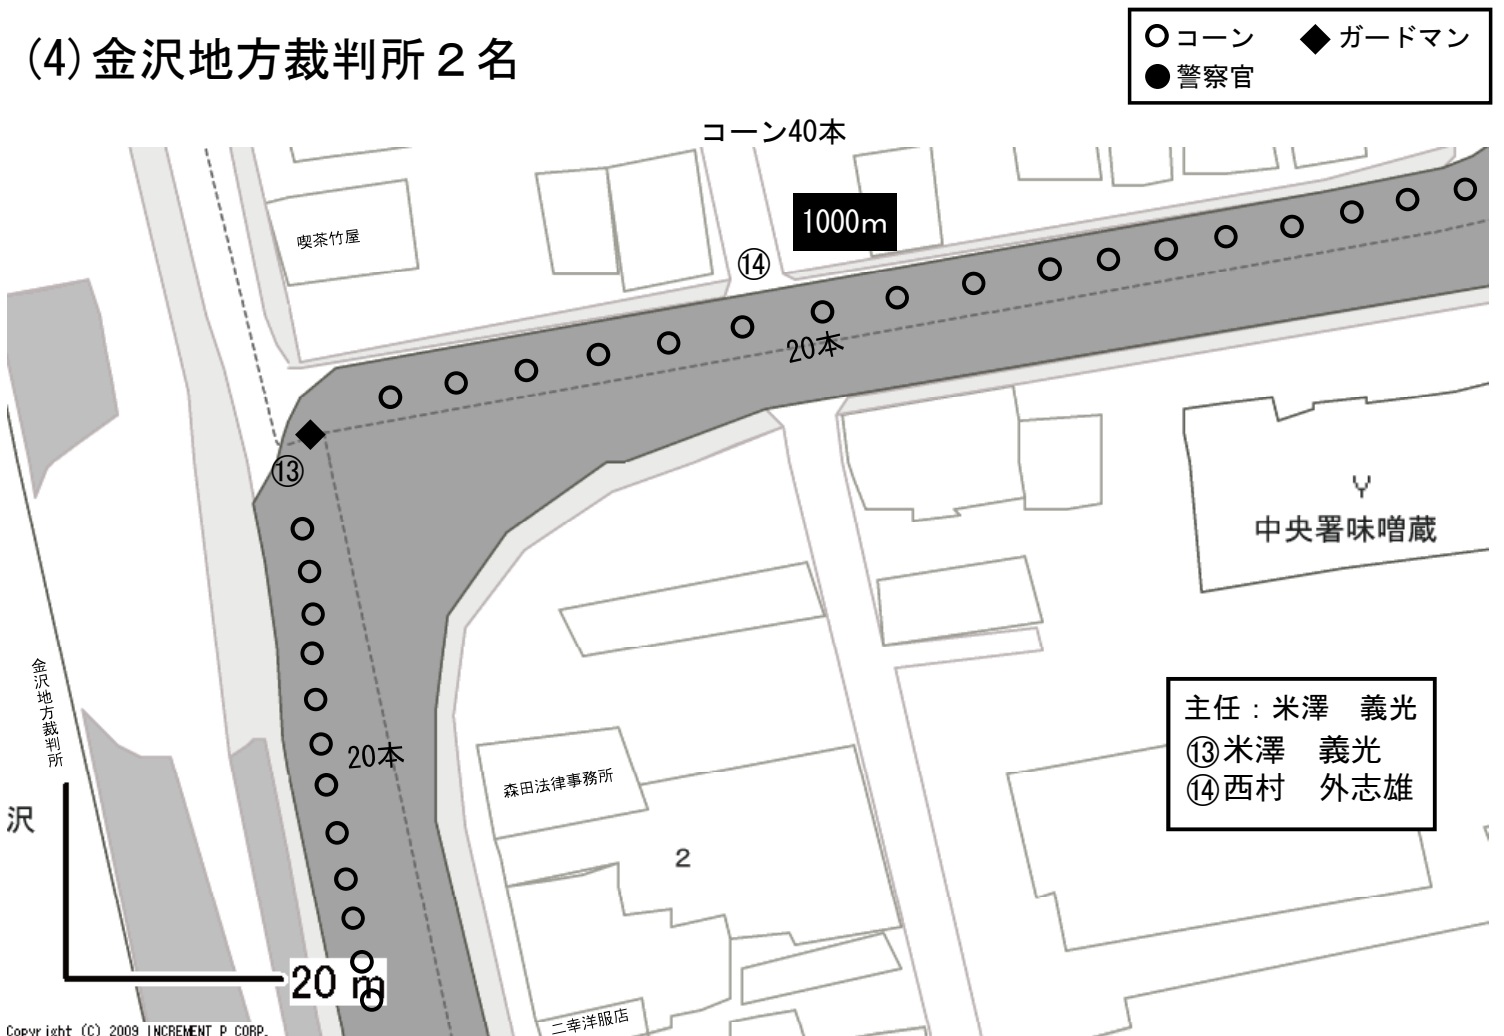 (4)金沢地方裁判所２名
コーン
ガードマン
警察官
コーン40本
1000m
喫茶竹屋
⑭
20本
⑬
中央署味噌蔵
金沢地方裁判所
20本
主任：米澤　義光
⑬米澤　義光
⑭西村　外志雄
森田法律事務所
沢
2
20 m
二幸洋服店
Copyright (C) 2009 INCREMENT P CORP.